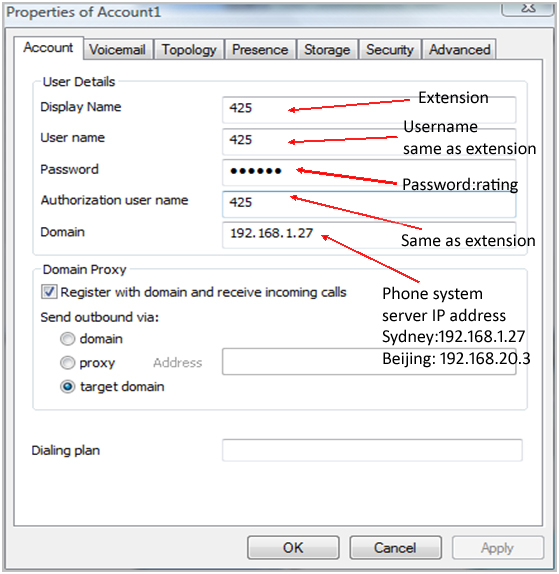 Properties of Account1
Account Voicemail Topology Presence Storage Security Advanced
User Details
Display Name 425 Extension
User name 425 Username
same as extension
Password ●●●●●● Password:rating
Authorization user name 425
Same as extension
Domain 192.168.1.27
Domain Proxy
Register with domain and receive incoming calls
Phone system
server IP address
Sydney:192.168.1.27
Beijing: 192.168.20.3
Send outbound via:
domain
proxy Address
target domain
Dialing plan
OK Cancel Apply